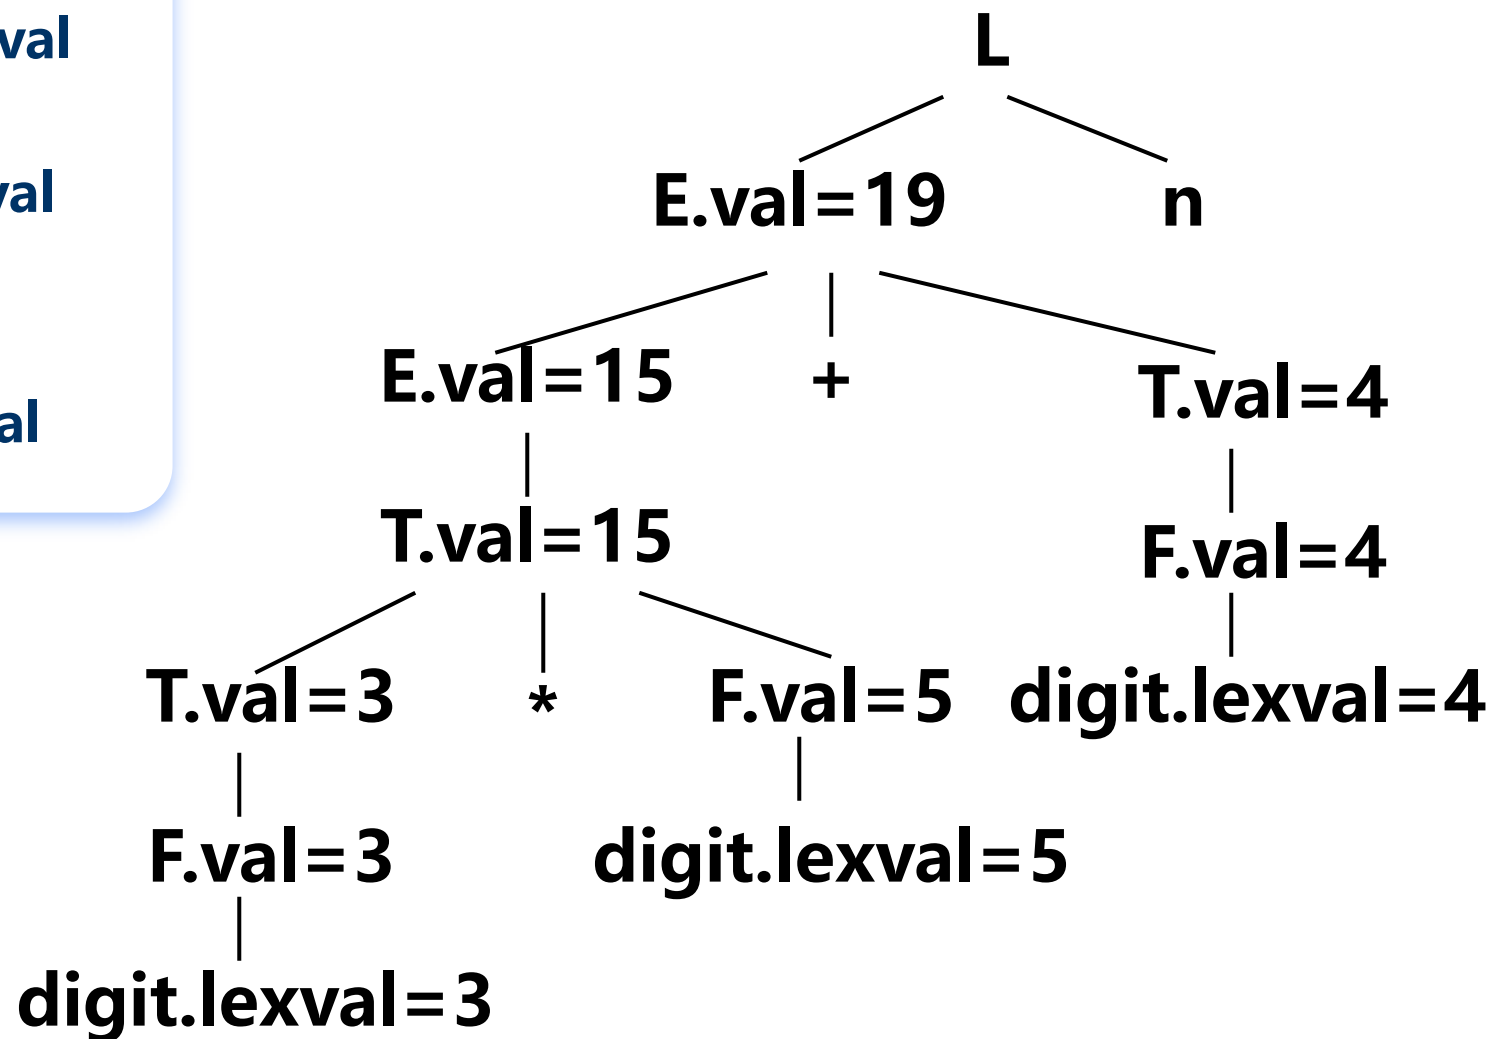 val
val
al
L
E.val=19 n
E.val=15 + T.val=4
T.val=15
F.val=4
T.val=3 * F.val=5 digit.lexval=4
F.val=3 digit.lexval=5
digit.lexval=3